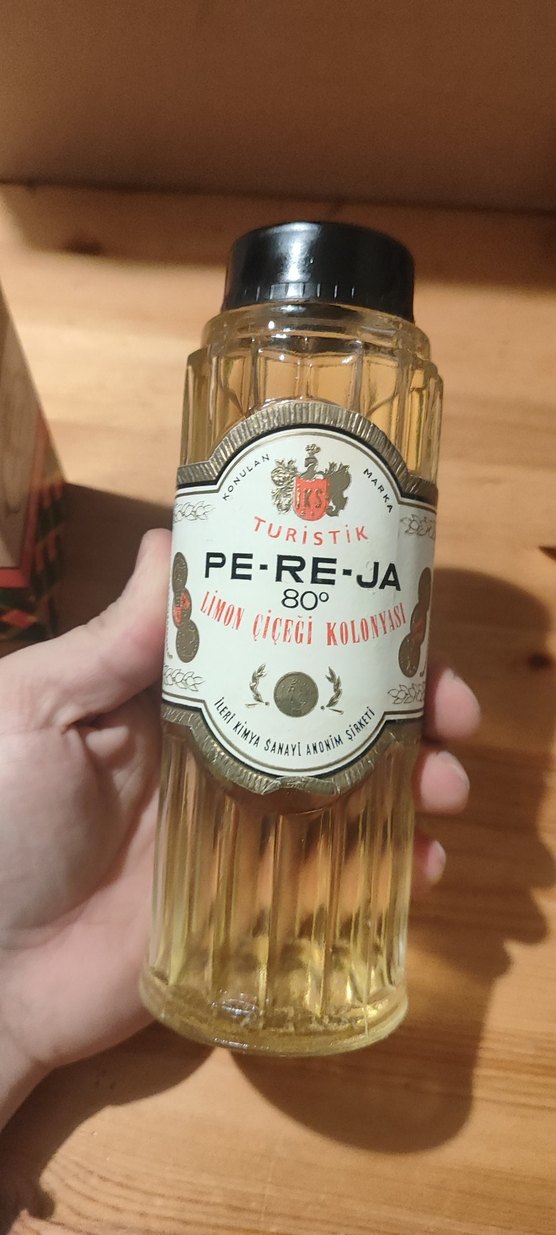 KONULAN MARKA
İKS
TURİSTİK
PE-RE-JA
80°
LİMON ÇİÇEĞİ KOLONYASI
İLERİ KİMYA SANAYİ ANONİM ŞİRKETİ